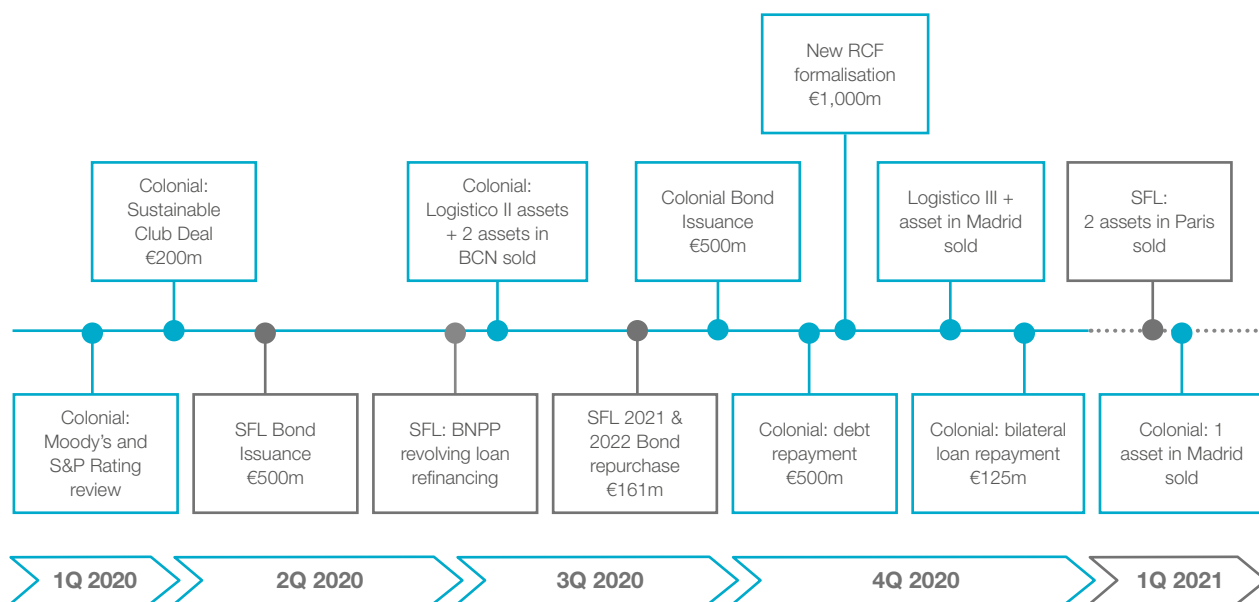 New RCF
formalisation
€1,000m
Colonial:
Sustainable
Club Deal
€200m
Colonial:
Logistico II assets
+ 2 assets in
BCN sold
Colonial Bond
Issuance
€500m
Logistico III +
asset in Madrid
sold
SFL:
2 assets in Paris
sold
Colonial:
Moody’s and
S&P Rating
review
SFL Bond
Issuance
€500m
SFL: BNPP
revolving loan
refinancing
SFL 2021 &
2022 Bond
repurchase
€161m
Colonial: debt
repayment
€500m
Colonial: bilateral
loan repayment
€125m
Colonial: 1
asset in Madrid
sold
1Q 2020
2Q 2020
3Q 2020
4Q 2020
1Q 2021